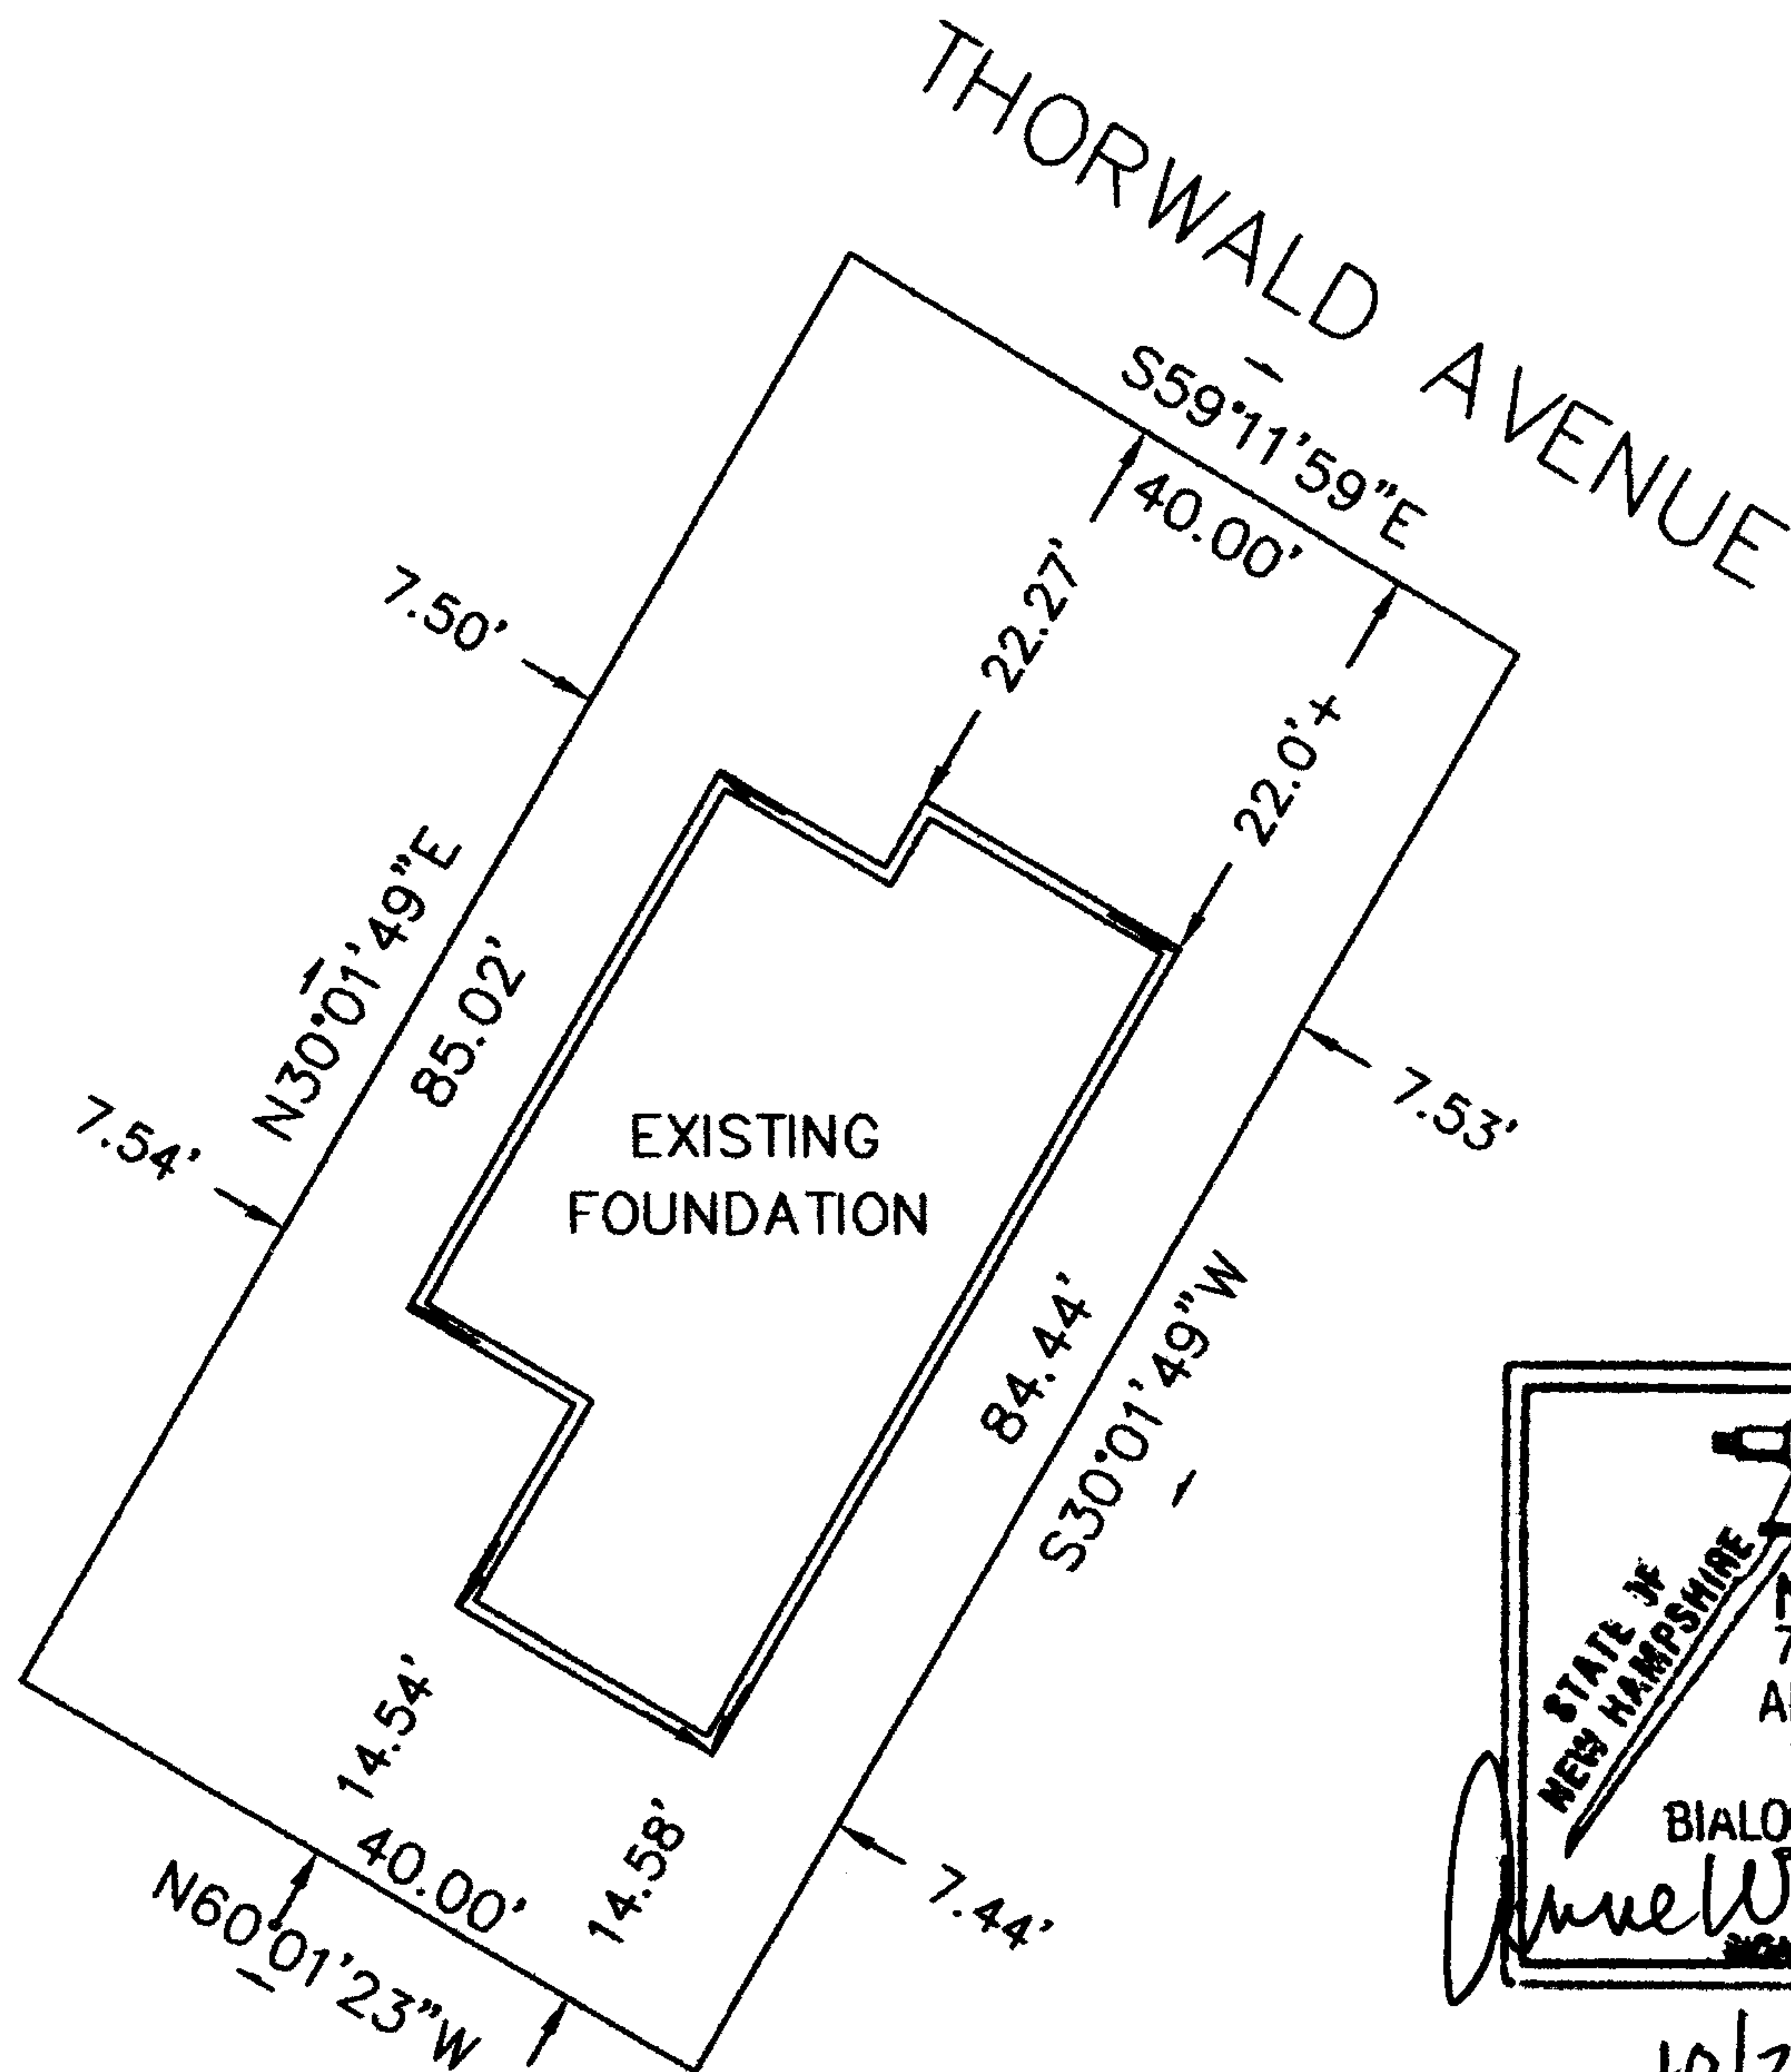 THORWALD AVENUE
S59°11'59"E
40.00'
22.27'
22.0'+
7.50'
N30°01'49"E
85.02'
7.54'
EXISTING
FOUNDATION
7.53'
84.44'
S30°01'49"W
14.54'
40.00'
14.58'
N60°01'23"W
7.44'
STATE OF
NEW HAMPSHIRE
BIALO